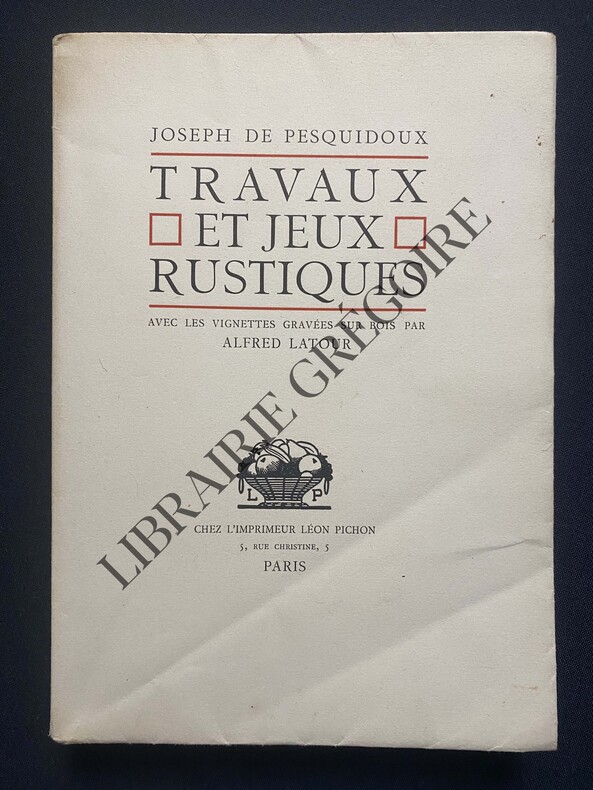 JOSEPH DE PESQUIDOUX
TRAVAUX
ET JEUX
RUSTIQUES
AVEC LES VIGNETTES GRAVÉES SUR BOIS PAR
ALFRED LATOUR
L P
CHEZ L'IMPRIMEUR LÉON PICHON
5, RUE CHRISTINE, 5
PARIS
LIBRAIRIE GRÉGOIRE